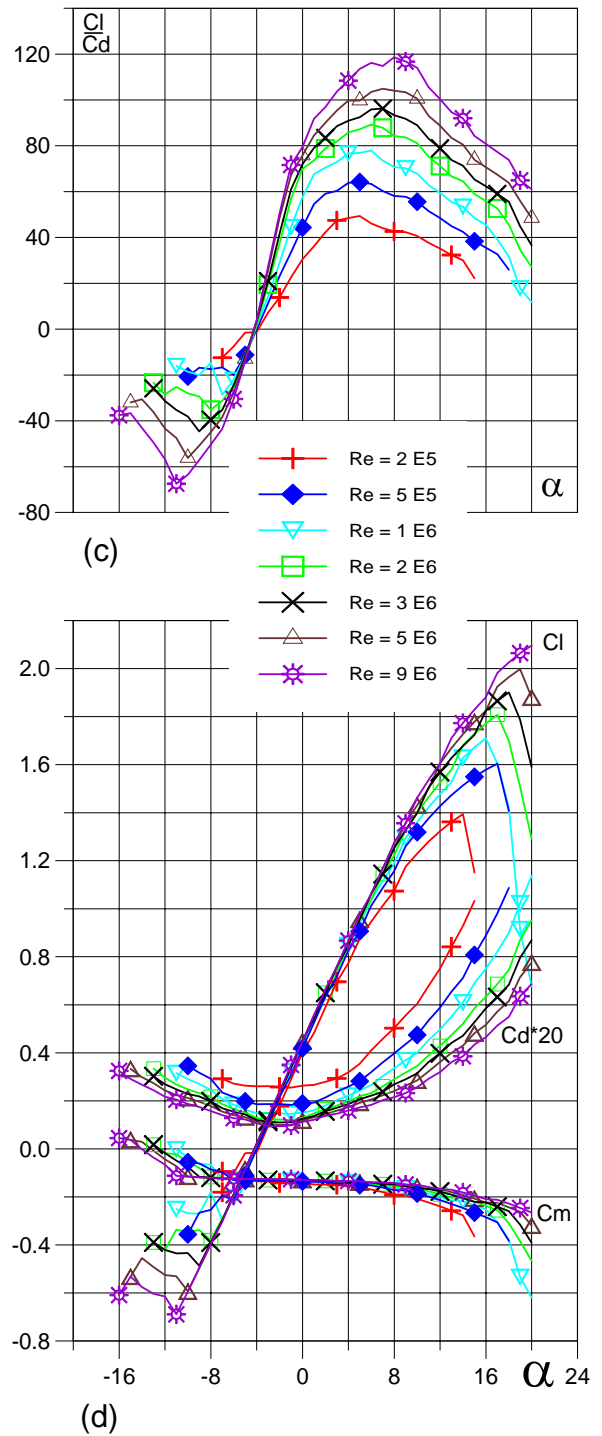 Cl
Cd
120
80
40
0
-40
-80
α
(c)
Re = 2 E5
Re = 5 E5
Re = 1 E6
Re = 2 E6
Re = 3 E6
Re = 5 E6
Re = 9 E6
Cl
2.0
1.6
1.2
0.8
Cd*20
0.4
0.0
Cm
-0.4
-0.8
-16 -8 0 8 16 α 24
(d)